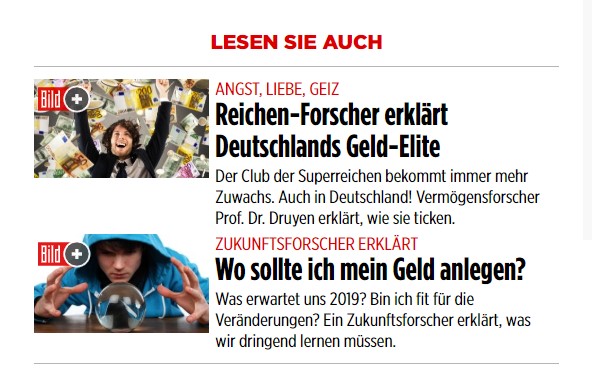 LESEN SIE AUCH
Bild +
ANGST, LIEBE, GEIZ
Reichen-Forscher erklärt
Deutschlands Geld-Elite
Der Club der Superreichen bekommt immer mehr
Zuwachs. Auch in Deutschland! Vermögensforscher
Prof. Dr. Druyen erklärt, wie sie ticken.
Bild +
ZUKUNFTSFORSCHER ERKLÄRT
Wo sollte ich mein Geld anlegen?
Was erwartet uns 2019? Bin ich fit für die
Veränderungen? Ein Zukunftsforscher erklärt, was
wir dringend lernen müssen.